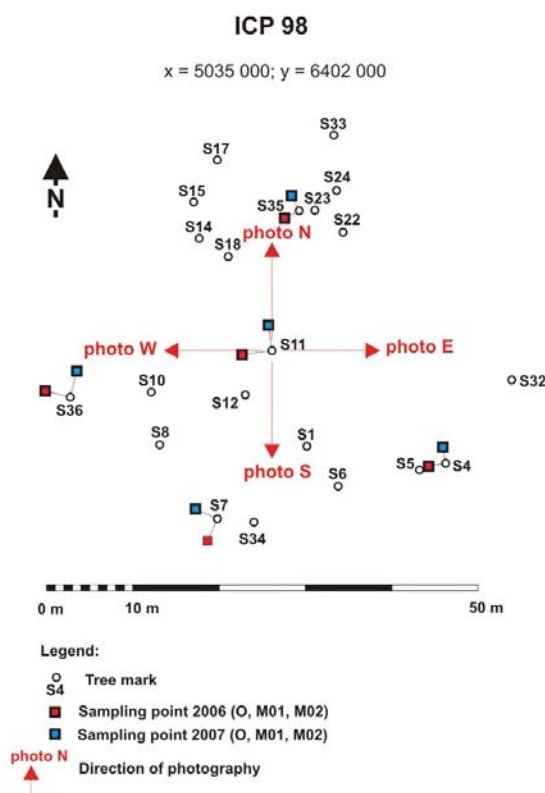 ICP 98
x = 5035 000; y = 6402 000
S33
S17
S24
S15
S35 S23
N
S14
S22
photo N
S18
photo W
S11
photo E
S10
S32
S36
S12
S8
S1
S5 S4
photo S
S6
S7
S34
0 m 10 m 50 m
Legend:
S4 Tree mark
Sampling point 2006 (O, M01, M02)
Sampling point 2007 (O, M01, M02)
photo N
Direction of photography